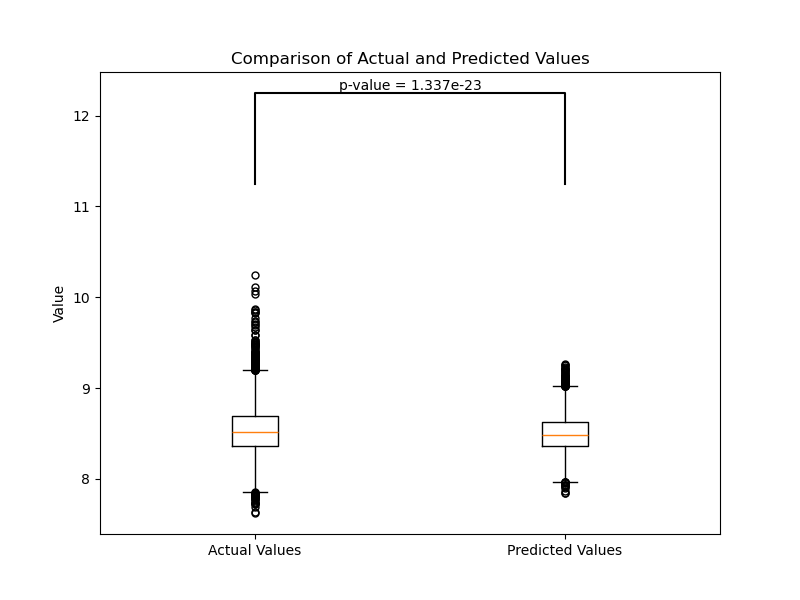 Comparison of Actual and Predicted Values
p-value = 1.337e-23
12
11
10
9
8
Value
Actual Values
Predicted Values